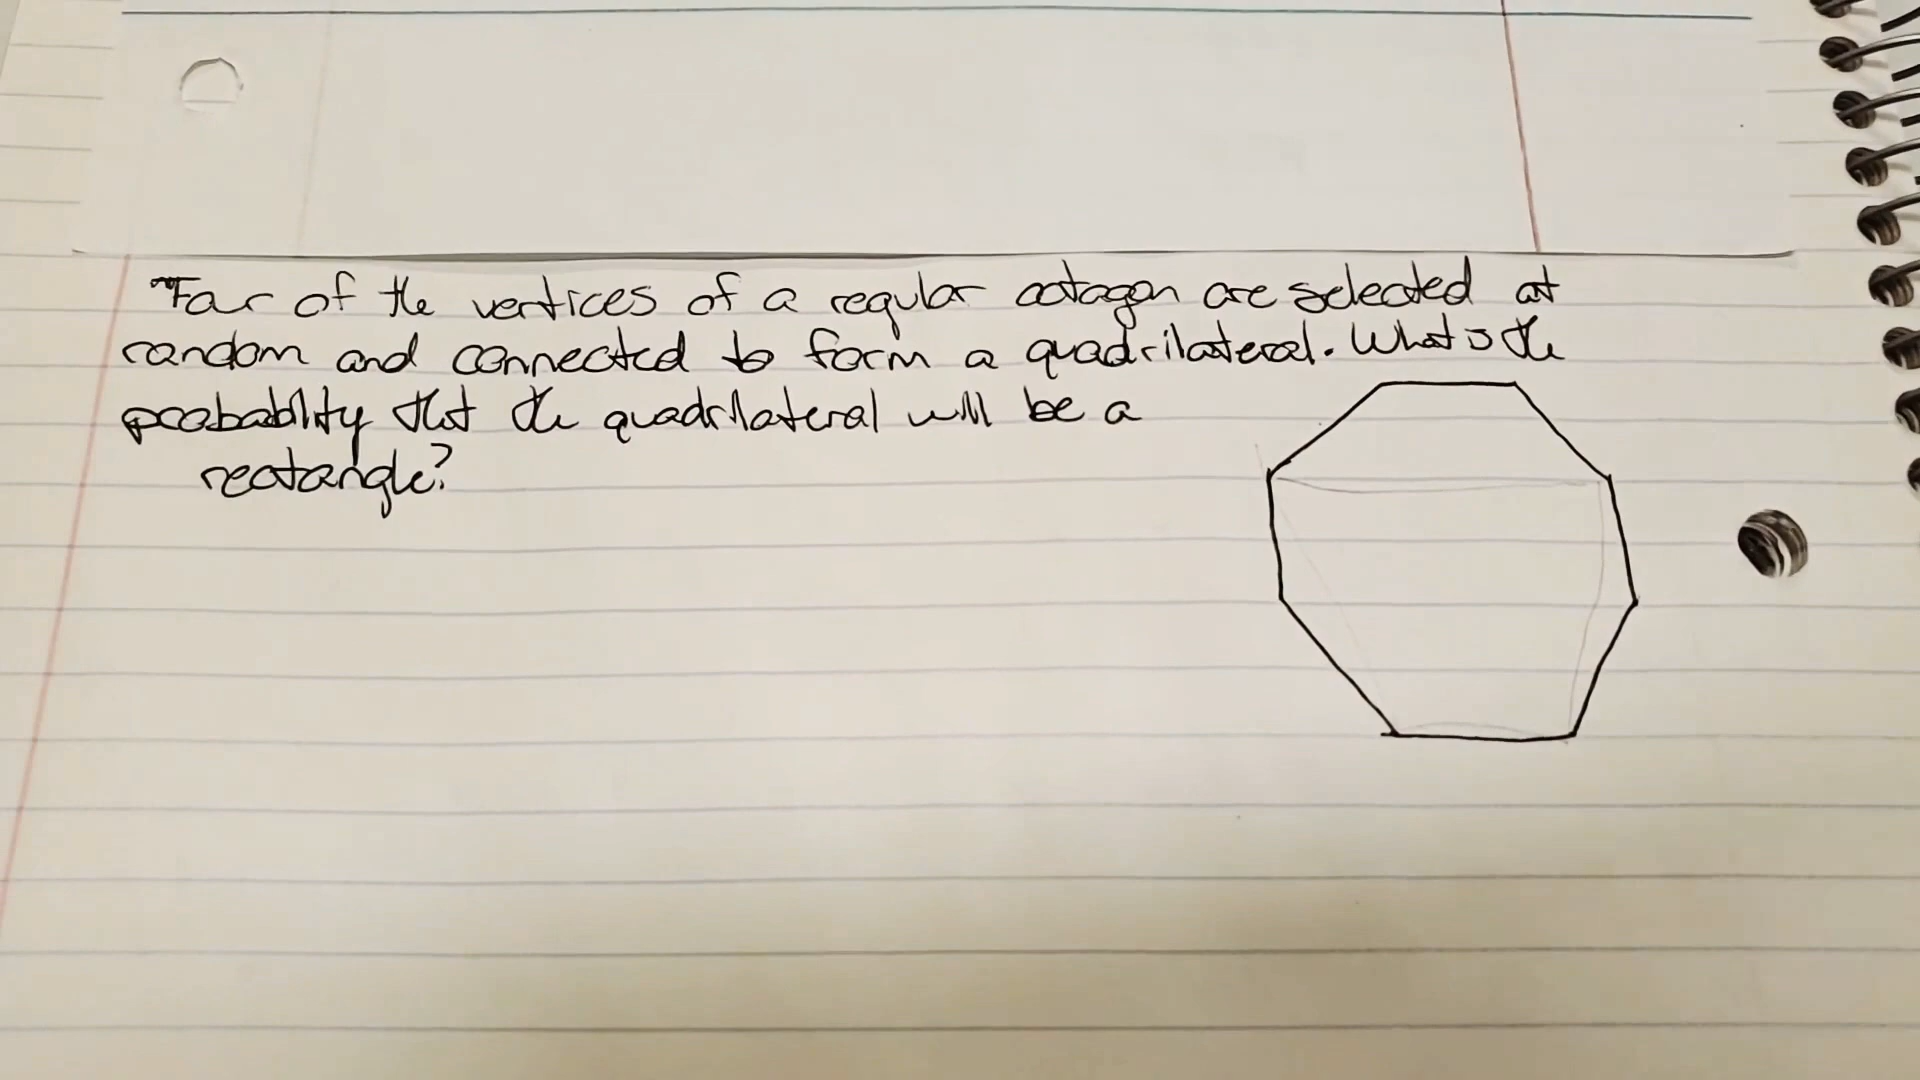 Four of the vertices of a regular octagon are selected at
random and connected to form a quadrilateral. What is the
probability that the quadrilateral will be a
rectangle?